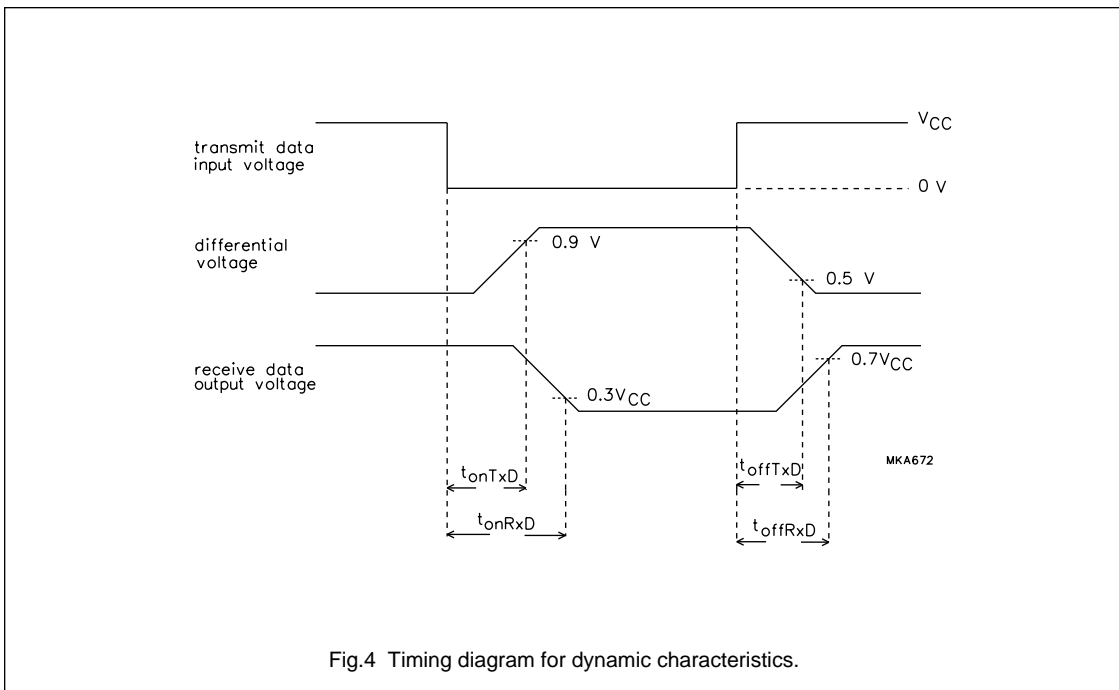 transmit data
input voltage
V_CC
0 V
differential
voltage
0.9 V
0.5 V
receive data
output voltage
0.3V_CC
0.7V_CC
MKA672
t_onTxD
t_offTxD
t_onRxD
t_offRxD
Fig.4 Timing diagram for dynamic characteristics.